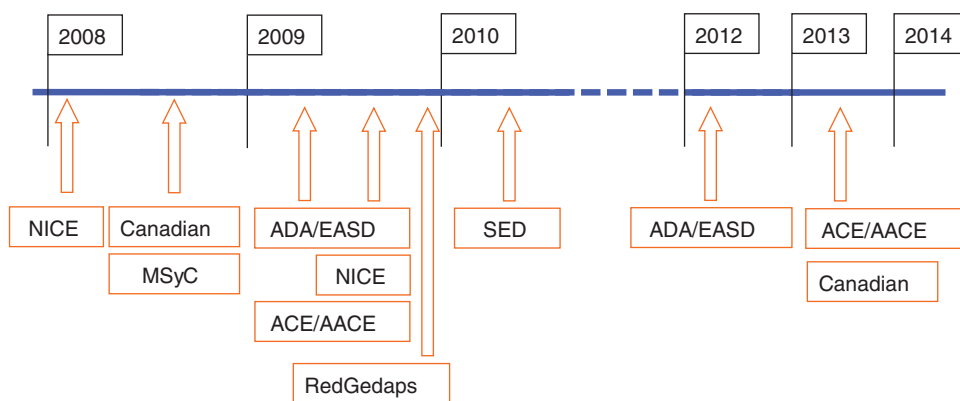 2008
2009
2010
2012
2013
2014
NICE
Canadian
ADA/EASD
SED
ADA/EASD
ACE/AACE
MSyC
NICE
Canadian
ACE/AACE
RedGedaps